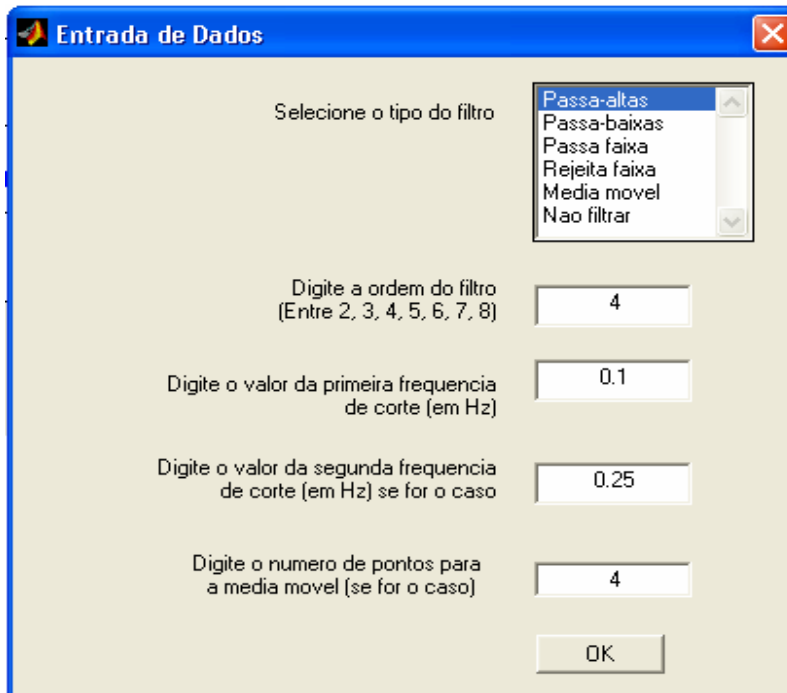 Entrada de Dados
Selecione o tipo do filtro
Passa-altas
Passa-baixas
Passa faixa
Rejeita faixa
Media movel
Nao filtrar
Digite a ordem do filtro
(Entre 2, 3, 4, 5, 6, 7, 8)
4
Digite o valor da primeira frequencia
de corte (em Hz)
0.1
Digite o valor da segunda frequencia
de corte (em Hz) se for o caso
0.25
Digite o numero de pontos para
a media movel (se for o caso)
4
OK